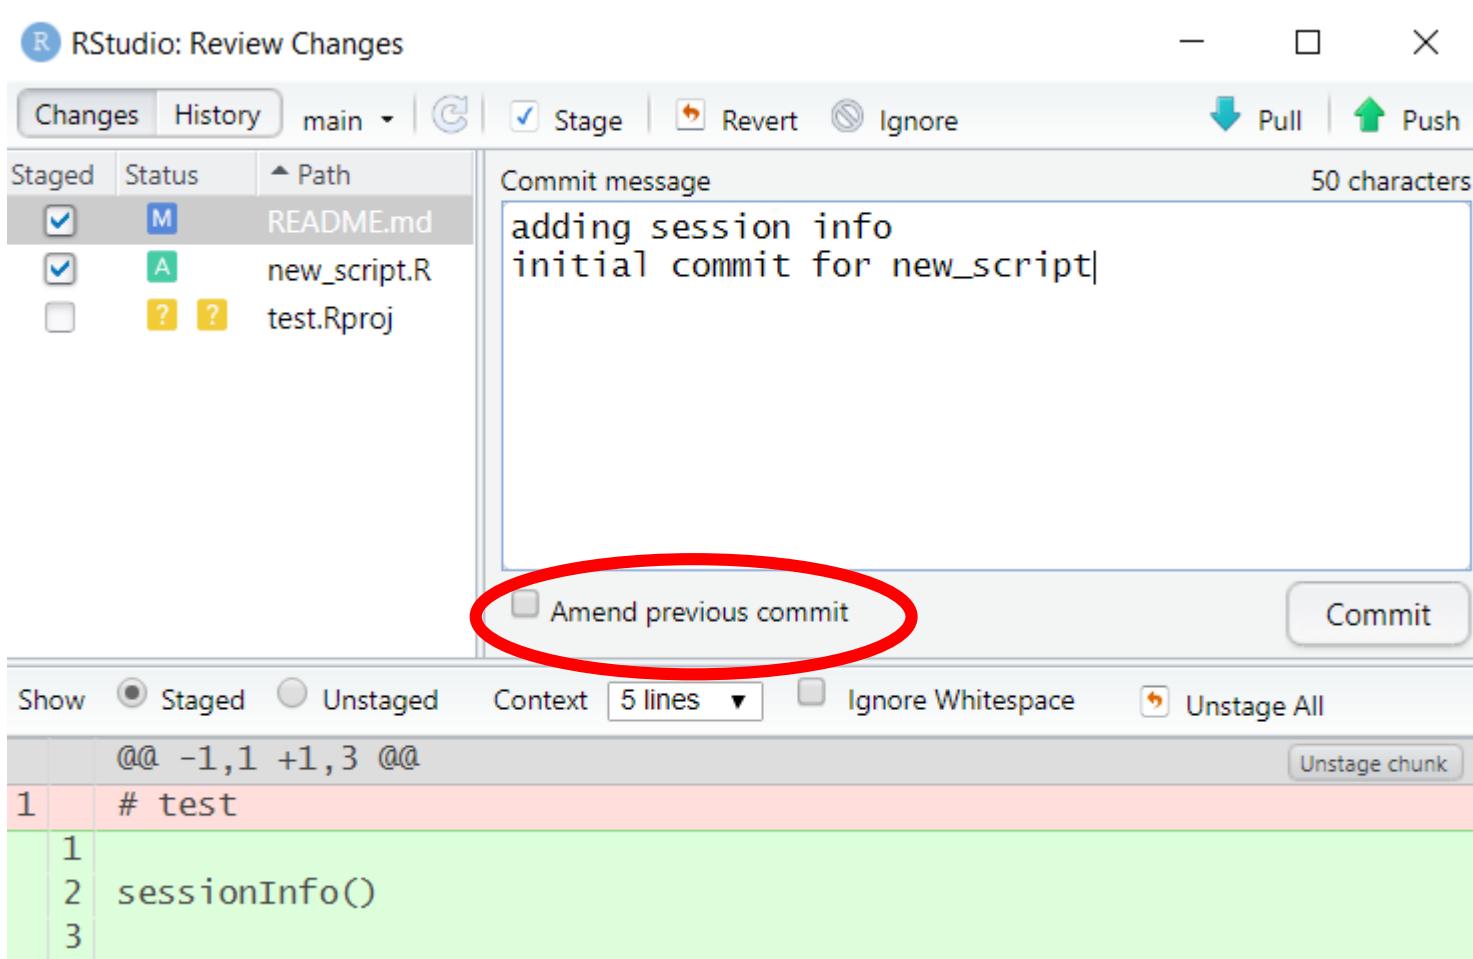 R RStudio: Review Changes
Changes History main Stage Revert Ignore Pull Push
Staged Status Path
M README.md
A new_script.R
? ? test.Rproj
Commit message 50 characters
adding session info
initial commit for new_script
Amend previous commit Commit
Show Staged Unstaged Context 5 lines Ignore Whitespace Unstage All
@@ -1,1 +1,3 @@ Unstage chunk
1 # test
1
2 sessionInfo()
3